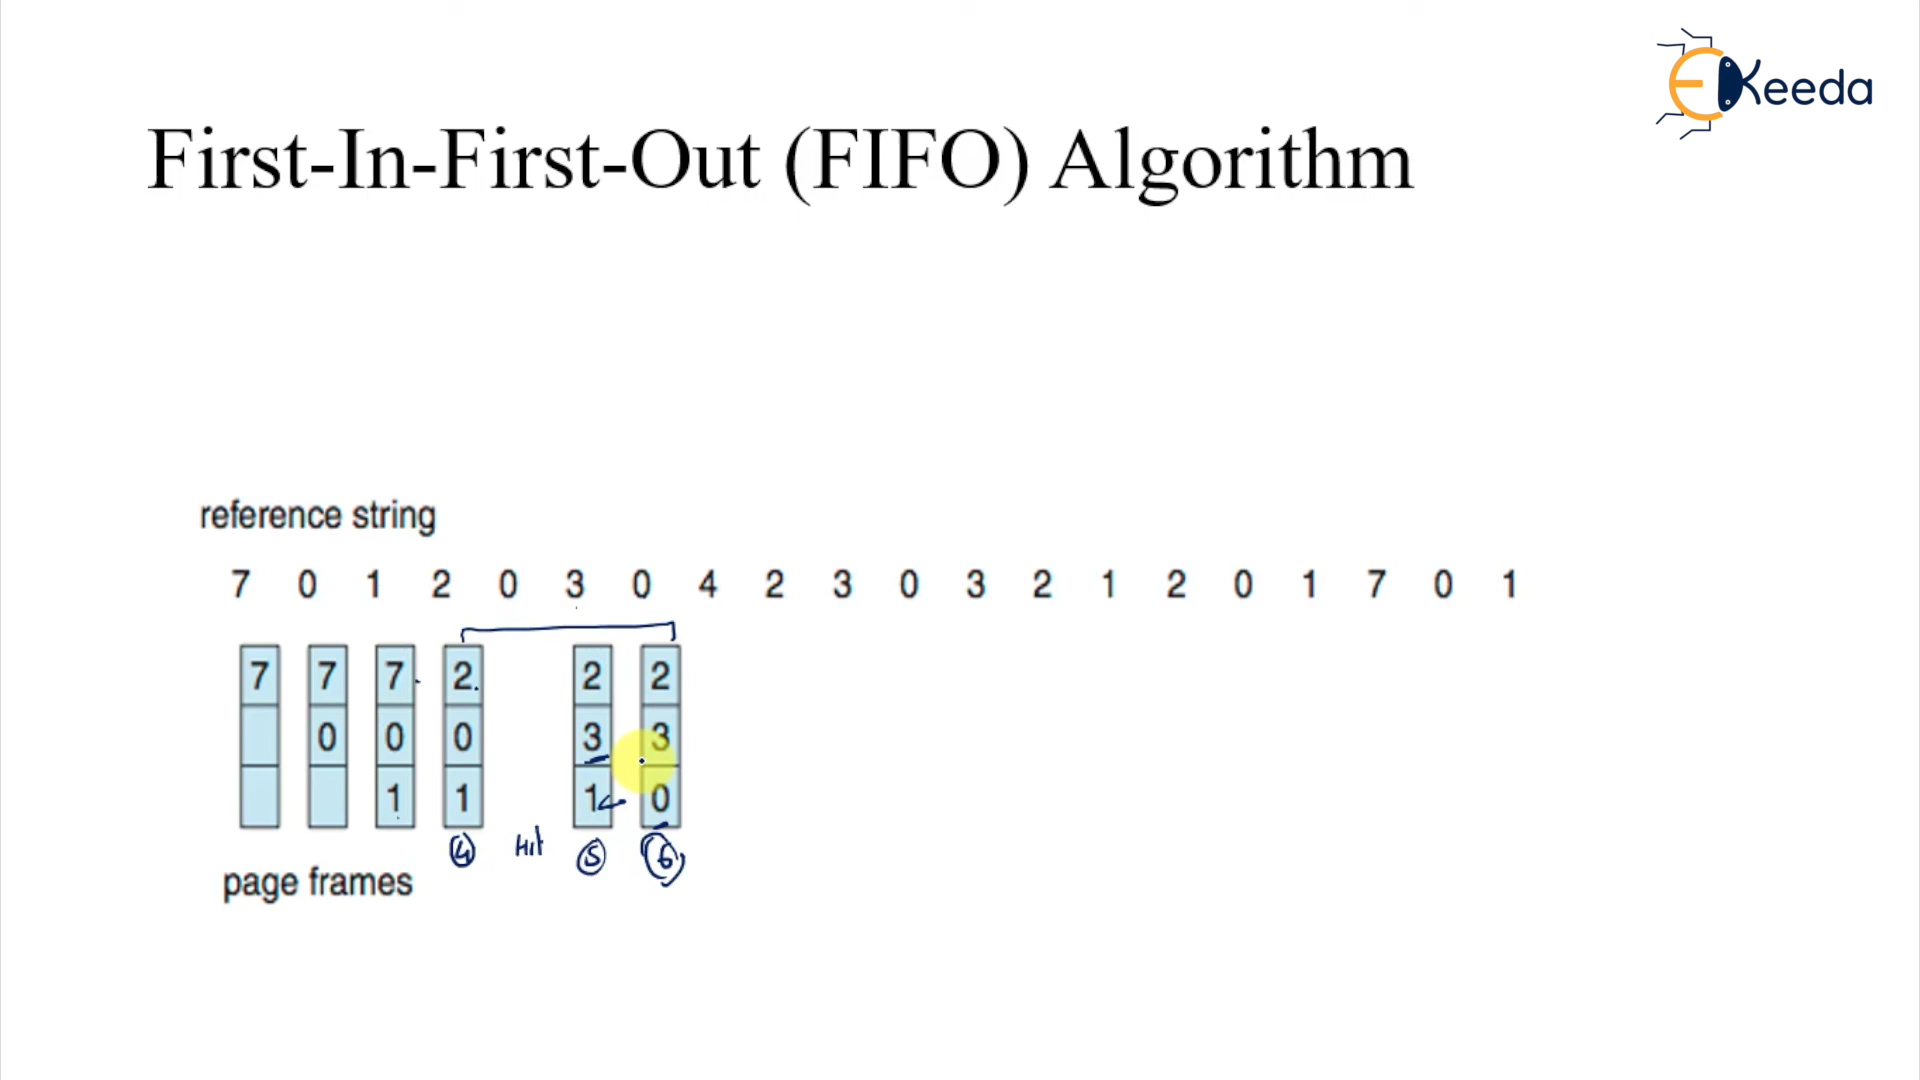 EKeeda
First-In-First-Out (FIFO) Algorithm
reference string
7 0 1 2 0 3 0 4 2 3 0 3 2 1 2 0 1 7 0 1
7 7 7 2 2 2
0 0 0 3 3
1 1 1 0
4 Hit 5 6
page frames